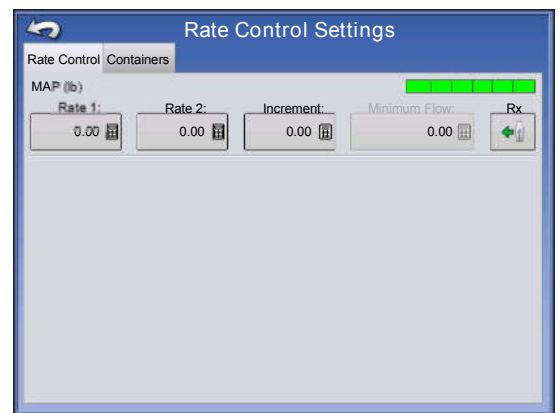 Rate Control Settings
Rate Control Containers
MAP (lb)
Rate 1: Rate 2: Increment: Minimum Flow: Rx
0.00 0.00 0.00 0.00